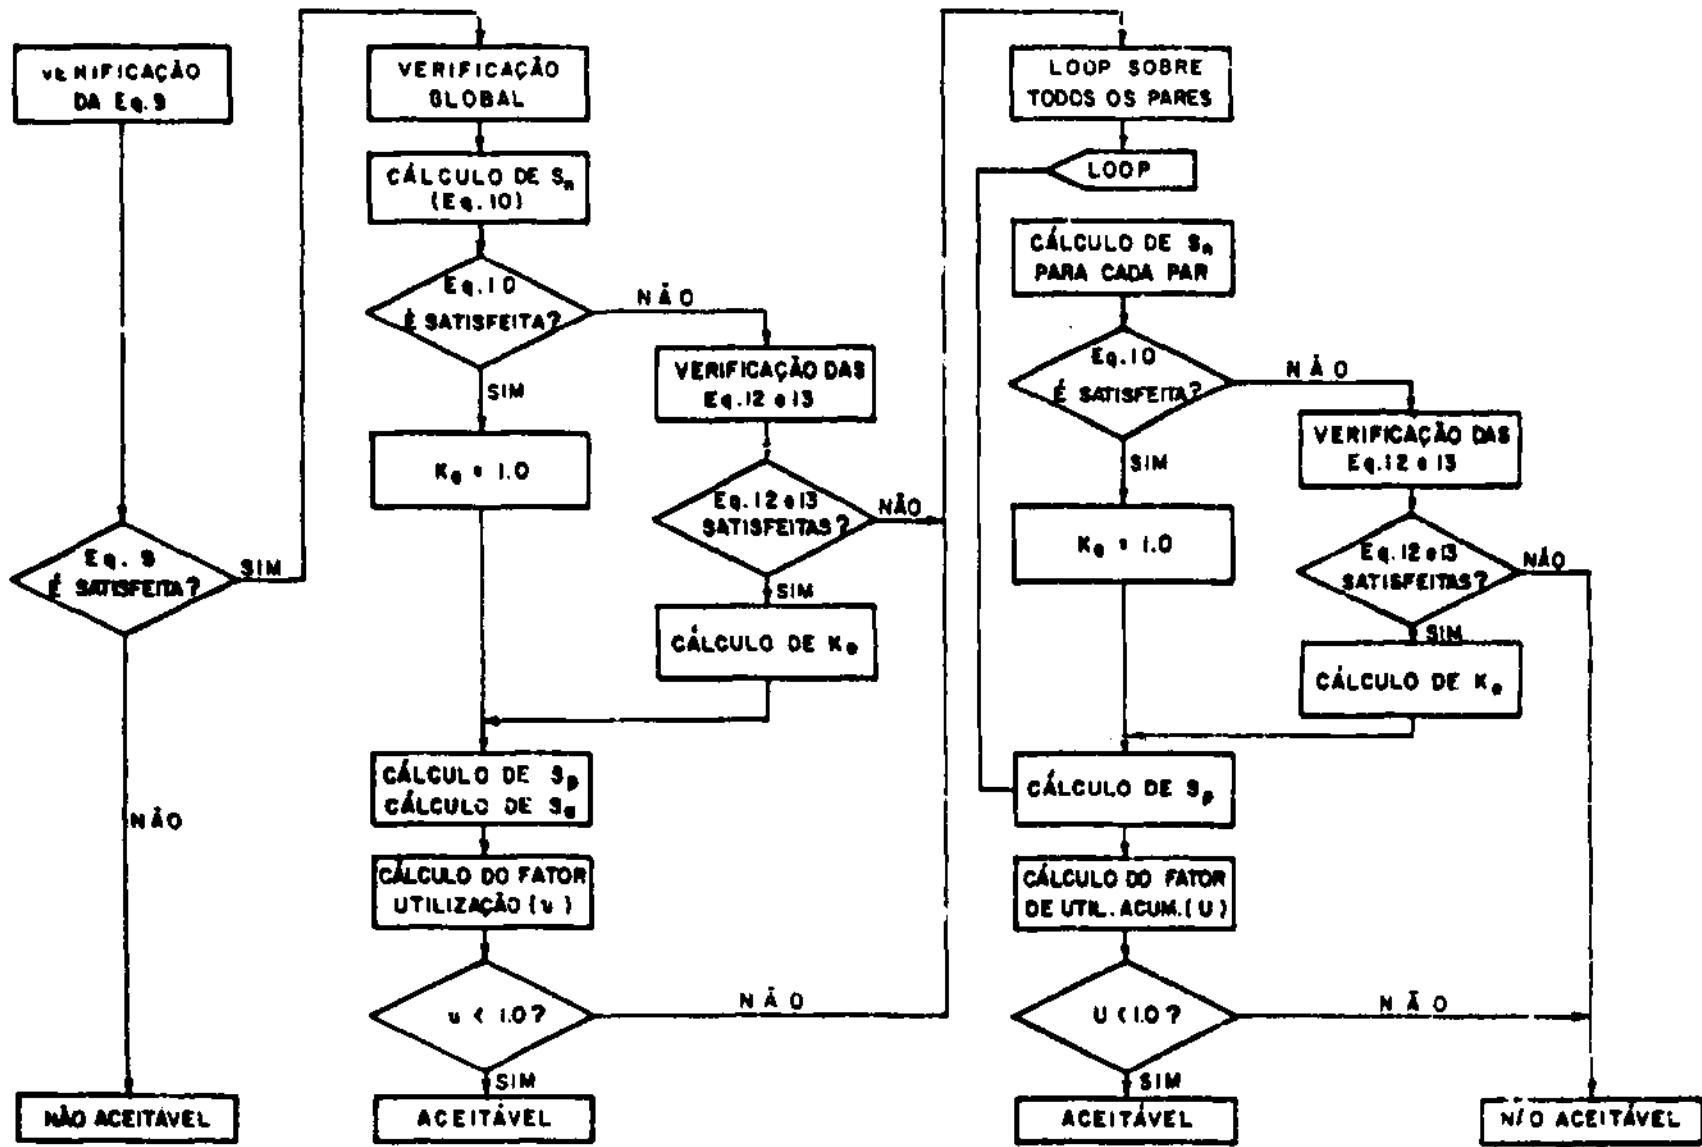 VERIFICAÇÃO
DA Eq. 9
Eq. 9
É SATISFEITA?
SIM
NÃO
NÃO ACEITÁVEL
VERIFICAÇÃO
GLOBAL
CÁLCULO DE Sn
(Eq. 10)
Eq. 10
É SATISFEITA?
NÃO
SIM
Ke = 1.0
VERIFICAÇÃO DAS
Eq. 12 e 13
Eq. 12 e 13
SATISFEITAS?
NÃO
SIM
CÁLCULO DE Ke
CÁLCULO DE Sp
CÁLCULO DE Sa
CÁLCULO DO FATOR
UTILIZAÇÃO (u)
u < 1.0?
NÃO
SIM
ACEITÁVEL
LOOP SOBRE
TODOS OS PARES
LOOP
CÁLCULO DE Sn
PARA CADA PAR
Eq. 10
É SATISFEITA?
NÃO
SIM
Ke = 1.0
VERIFICAÇÃO DAS
Eq. 12 e 13
Eq. 12 e 13
SATISFEITAS?
NÃO
SIM
CÁLCULO DE Ke
CÁLCULO DE Sp
CÁLCULO DO FATOR
DE UTIL. ACUM. (U)
U < 1.0?
NÃO
SIM
ACEITÁVEL
NÃO ACEITÁVEL